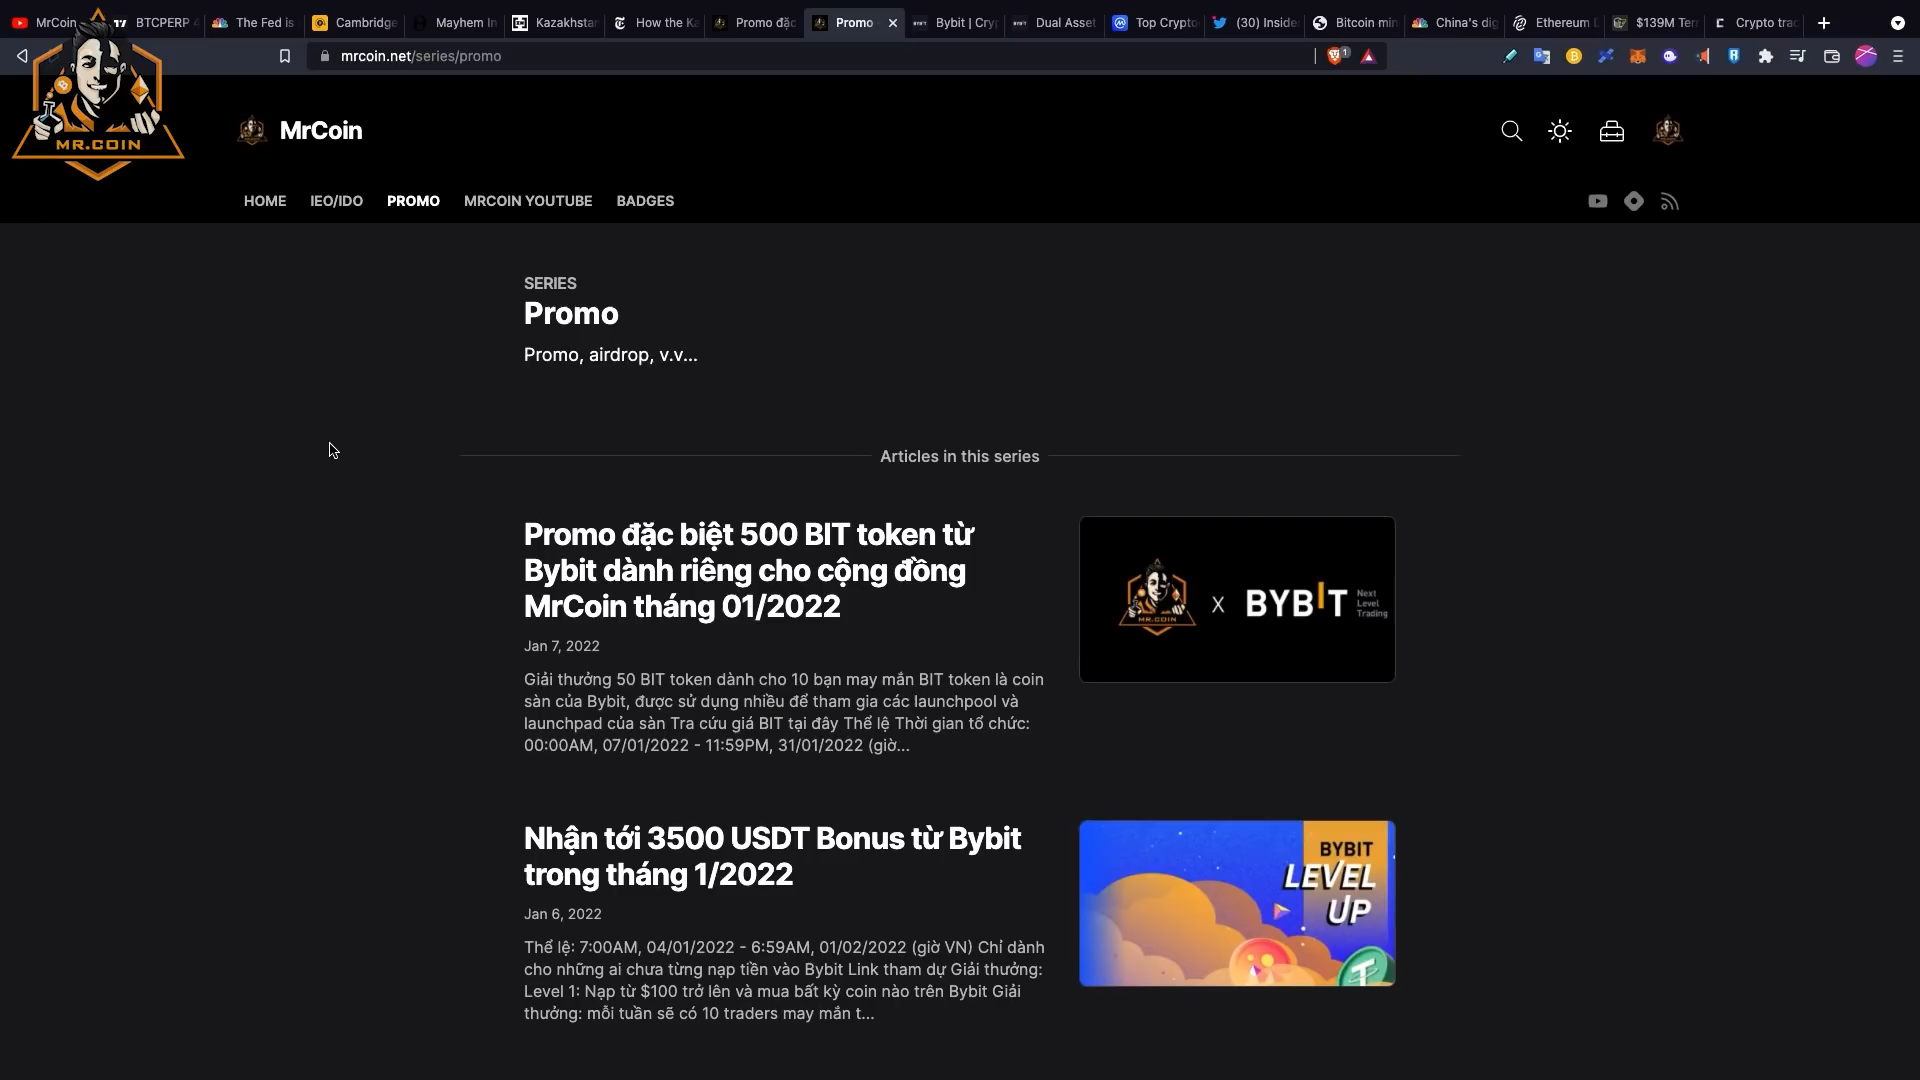 MrCoin
BTCPERP
The Fed is
Cambridge
Mayhem In
Kazakhstan
How the Ka
Promo đặc
Promo
Bybit | Cryp
Dual Asset
Top Crypto
(30) Inside
Bitcoin min
China's dig
Ethereum
$139M Ter
Crypto trac
mrcoin.net/series/promo
1
MR.COIN
MrCoin
HOME IEO/IDO PROMO MRCOIN YOUTUBE BADGES
SERIES
Promo
Promo, airdrop, v.v...
Articles in this series
Promo đặc biệt 500 BIT token từ
Bybit dành riêng cho cộng đồng
MrCoin tháng 01/2022
Jan 7, 2022
Giải thưởng 50 BIT token dành cho 10 bạn may mắn BIT token là coin
sàn của Bybit, được sử dụng nhiều để tham gia các launchpool và
launchpad của sàn Tra cứu giá BIT tại đây Thể lệ Thời gian tổ chức:
00:00AM, 07/01/2022 - 11:59PM, 31/01/2022 (giờ...
MR.COIN
X
BYBIT
Next
Level
Trading
Nhận tới 3500 USDT Bonus từ Bybit
trong tháng 1/2022
Jan 6, 2022
Thể lệ: 7:00AM, 04/01/2022 - 6:59AM, 01/02/2022 (giờ VN) Chỉ dành
cho những ai chưa từng nạp tiền vào Bybit Link tham dự Giải thưởng:
Level 1: Nạp từ $100 trở lên và mua bất kỳ coin nào trên Bybit Giải
thưởng: mỗi tuần sẽ có 10 traders may mắn t...
BYBIT
LEVEL
UP